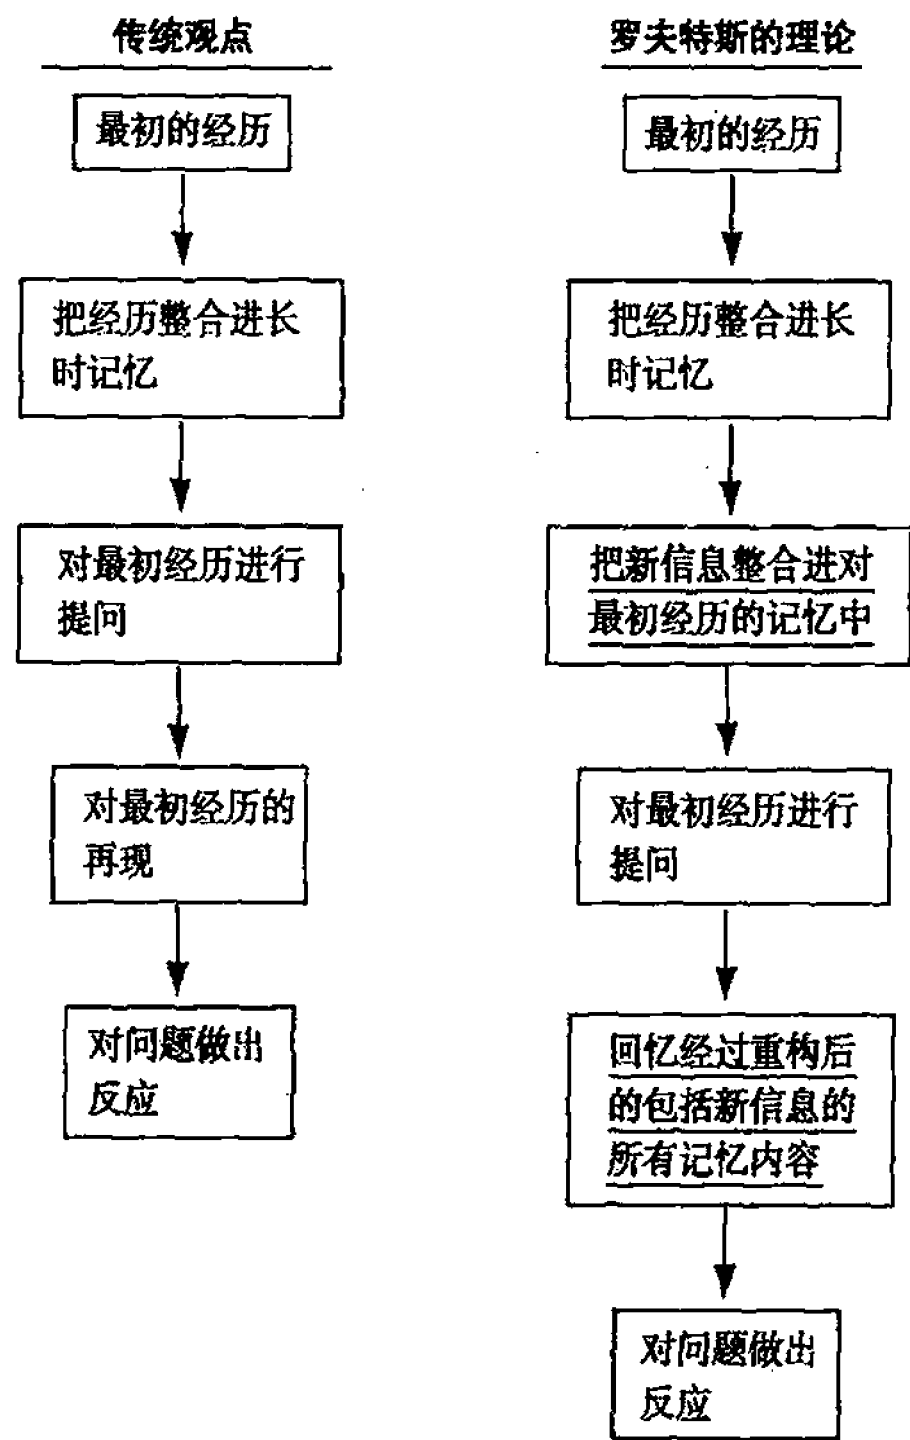 传统观点
最初的经历
把经历整合进长
时记忆
对最初经历进行
提问
对最初经历的
再现
对问题做出
反应
罗夫特斯的理论
最初的经历
把经历整合进长
时记忆
把新信息整合进对
最初经历的记忆中
对最初经历进行
提问
回忆经过重构后
的包括新信息的
所有记忆内容
对问题做出
反应